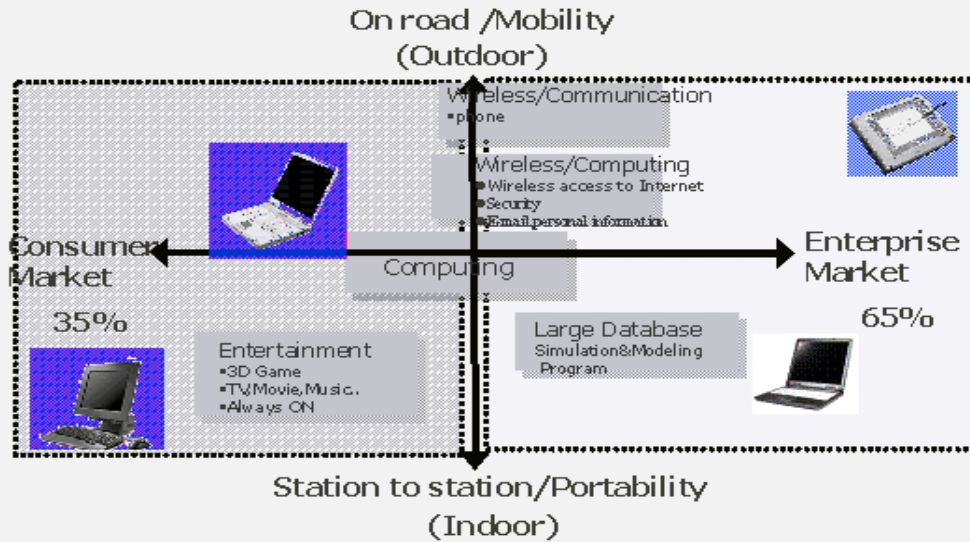 On road /Mobility
(Outdoor)
Wireless/Communication
▪phone
Wireless/Computing
●Wireless access to Internet
●Security
●Email,personal information
Consumer
Market
35%
Computing
Enterprise
Market
65%
Entertainment
▪3D Game
▪TV,Movie,Music..
▪Always ON
Large Database
Simulation&Modeling
Program
Station to station/Portability
(Indoor)